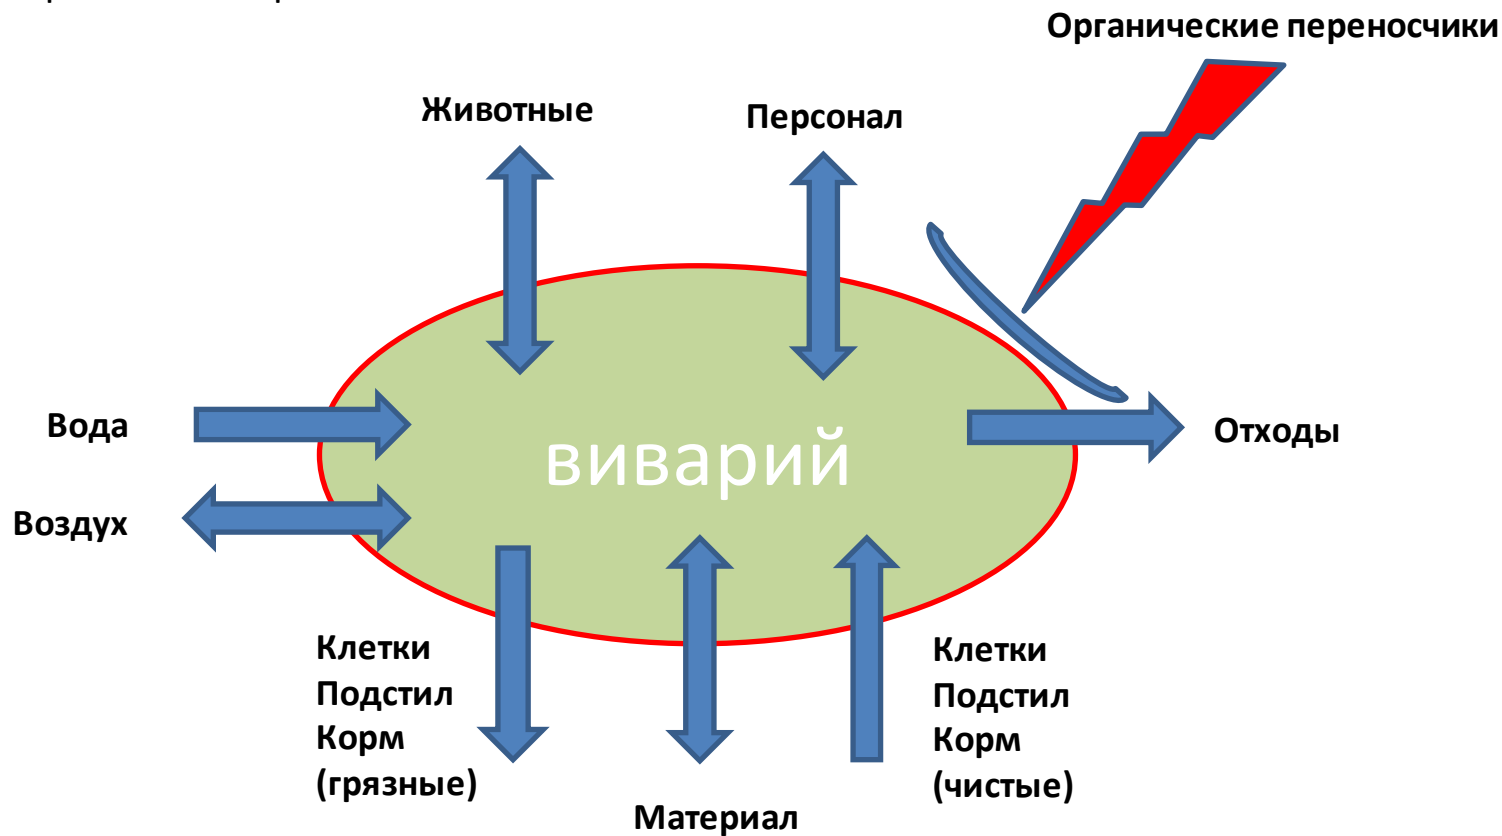 Органические переносчики
Животные
Персонал
Вода
виварий
Отходы
Воздух
Клетки
Подстил
Корм
(грязные)
Материал
Клетки
Подстил
Корм
(чистые)